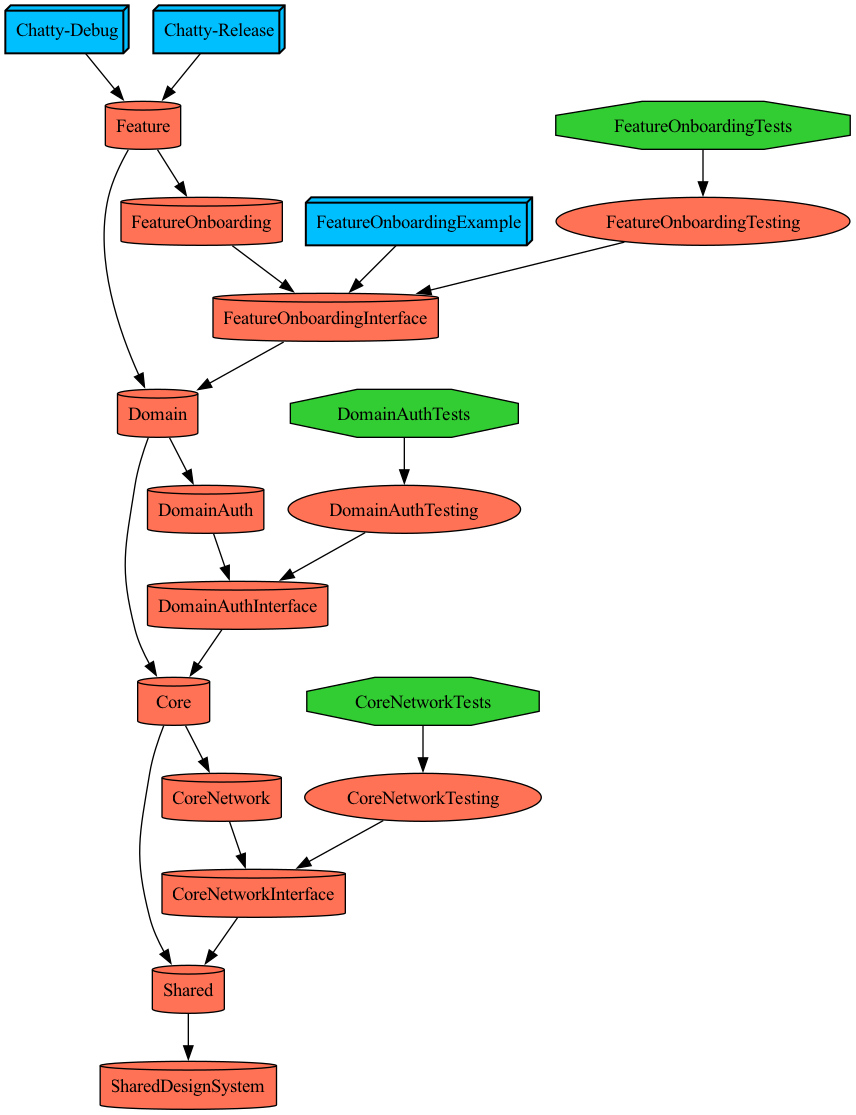 Chatty-Debug
Chatty-Release
Feature
FeatureOnboardingTests
FeatureOnboarding
FeatureOnboardingExample
FeatureOnboardingTesting
FeatureOnboardingInterface
Domain
DomainAuthTests
DomainAuth
DomainAuthTesting
DomainAuthInterface
Core
CoreNetworkTests
CoreNetwork
CoreNetworkTesting
CoreNetworkInterface
Shared
SharedDesignSystem